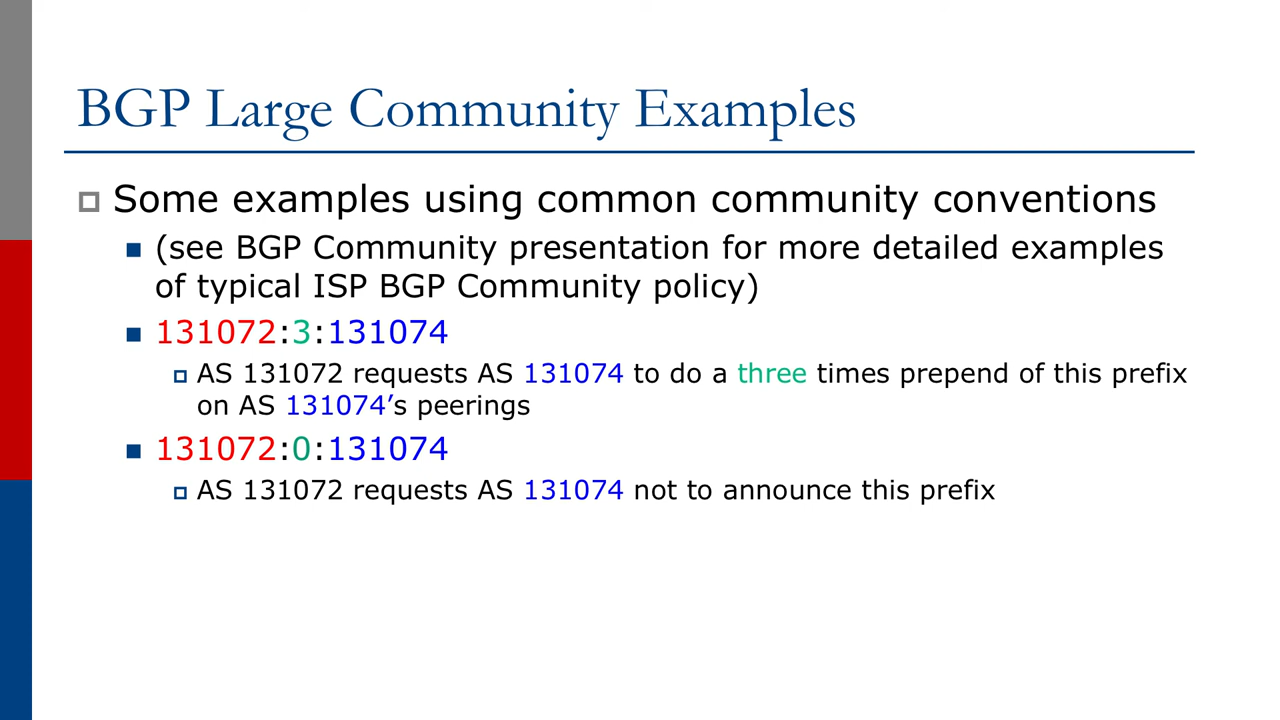 BGP Large Community Examples
Some examples using common community conventions
(see BGP Community presentation for more detailed examples
of typical ISP BGP Community policy)
131072:3:131074
AS 131072 requests AS 131074 to do a three times prepend of this prefix
on AS 131074’s peerings
131072:0:131074
AS 131072 requests AS 131074 not to announce this prefix